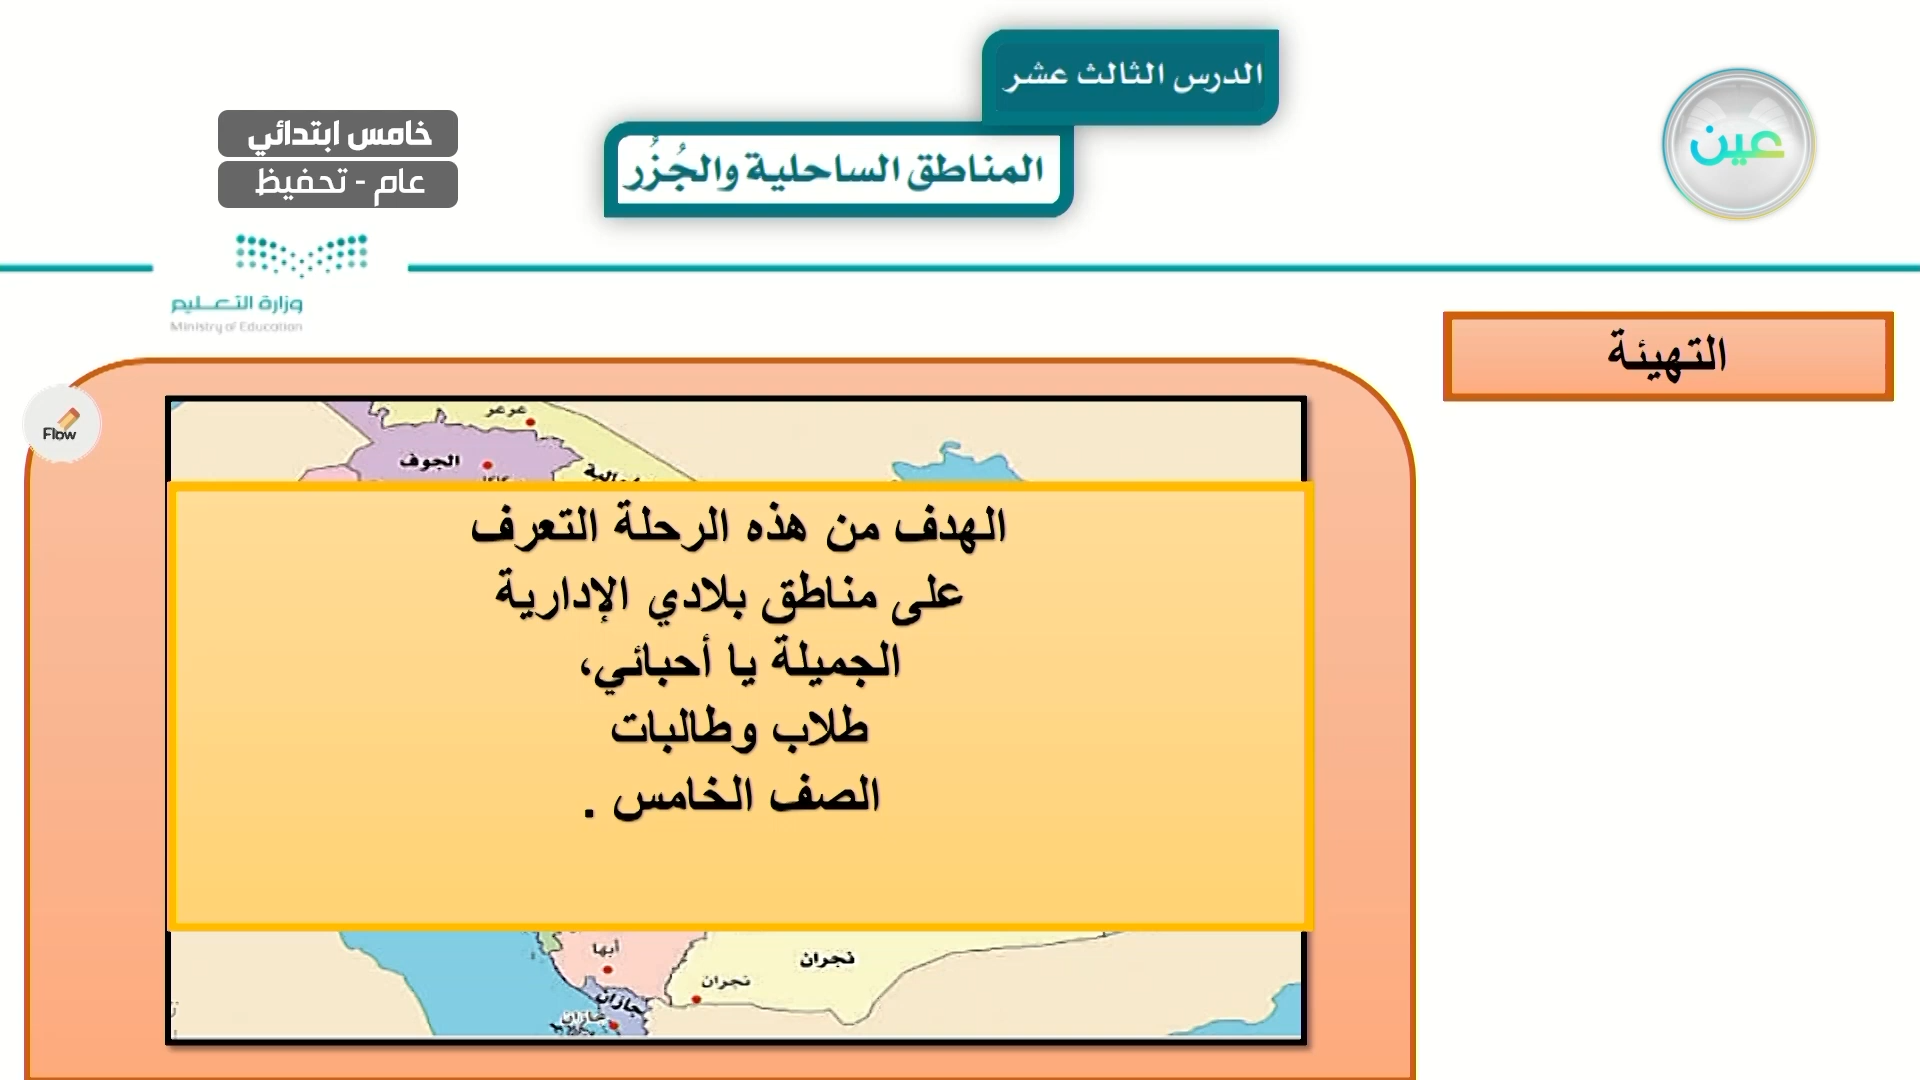 الدرس الثالث عشر
المناطق الساحلية والجُزُر
عين
خامس ابتدائي
عام - تحفيظ
وزارة التعليم
Ministry of Education
التهيئة
Flow
عرعر
الجوف
الهدف من هذه الرحلة التعرف
على مناطق بلادي الإدارية
الجميلة يا أحبائي،
طلاب وطالبات
الصف الخامس .
أبها
نجران
نجران
جازان
جازان